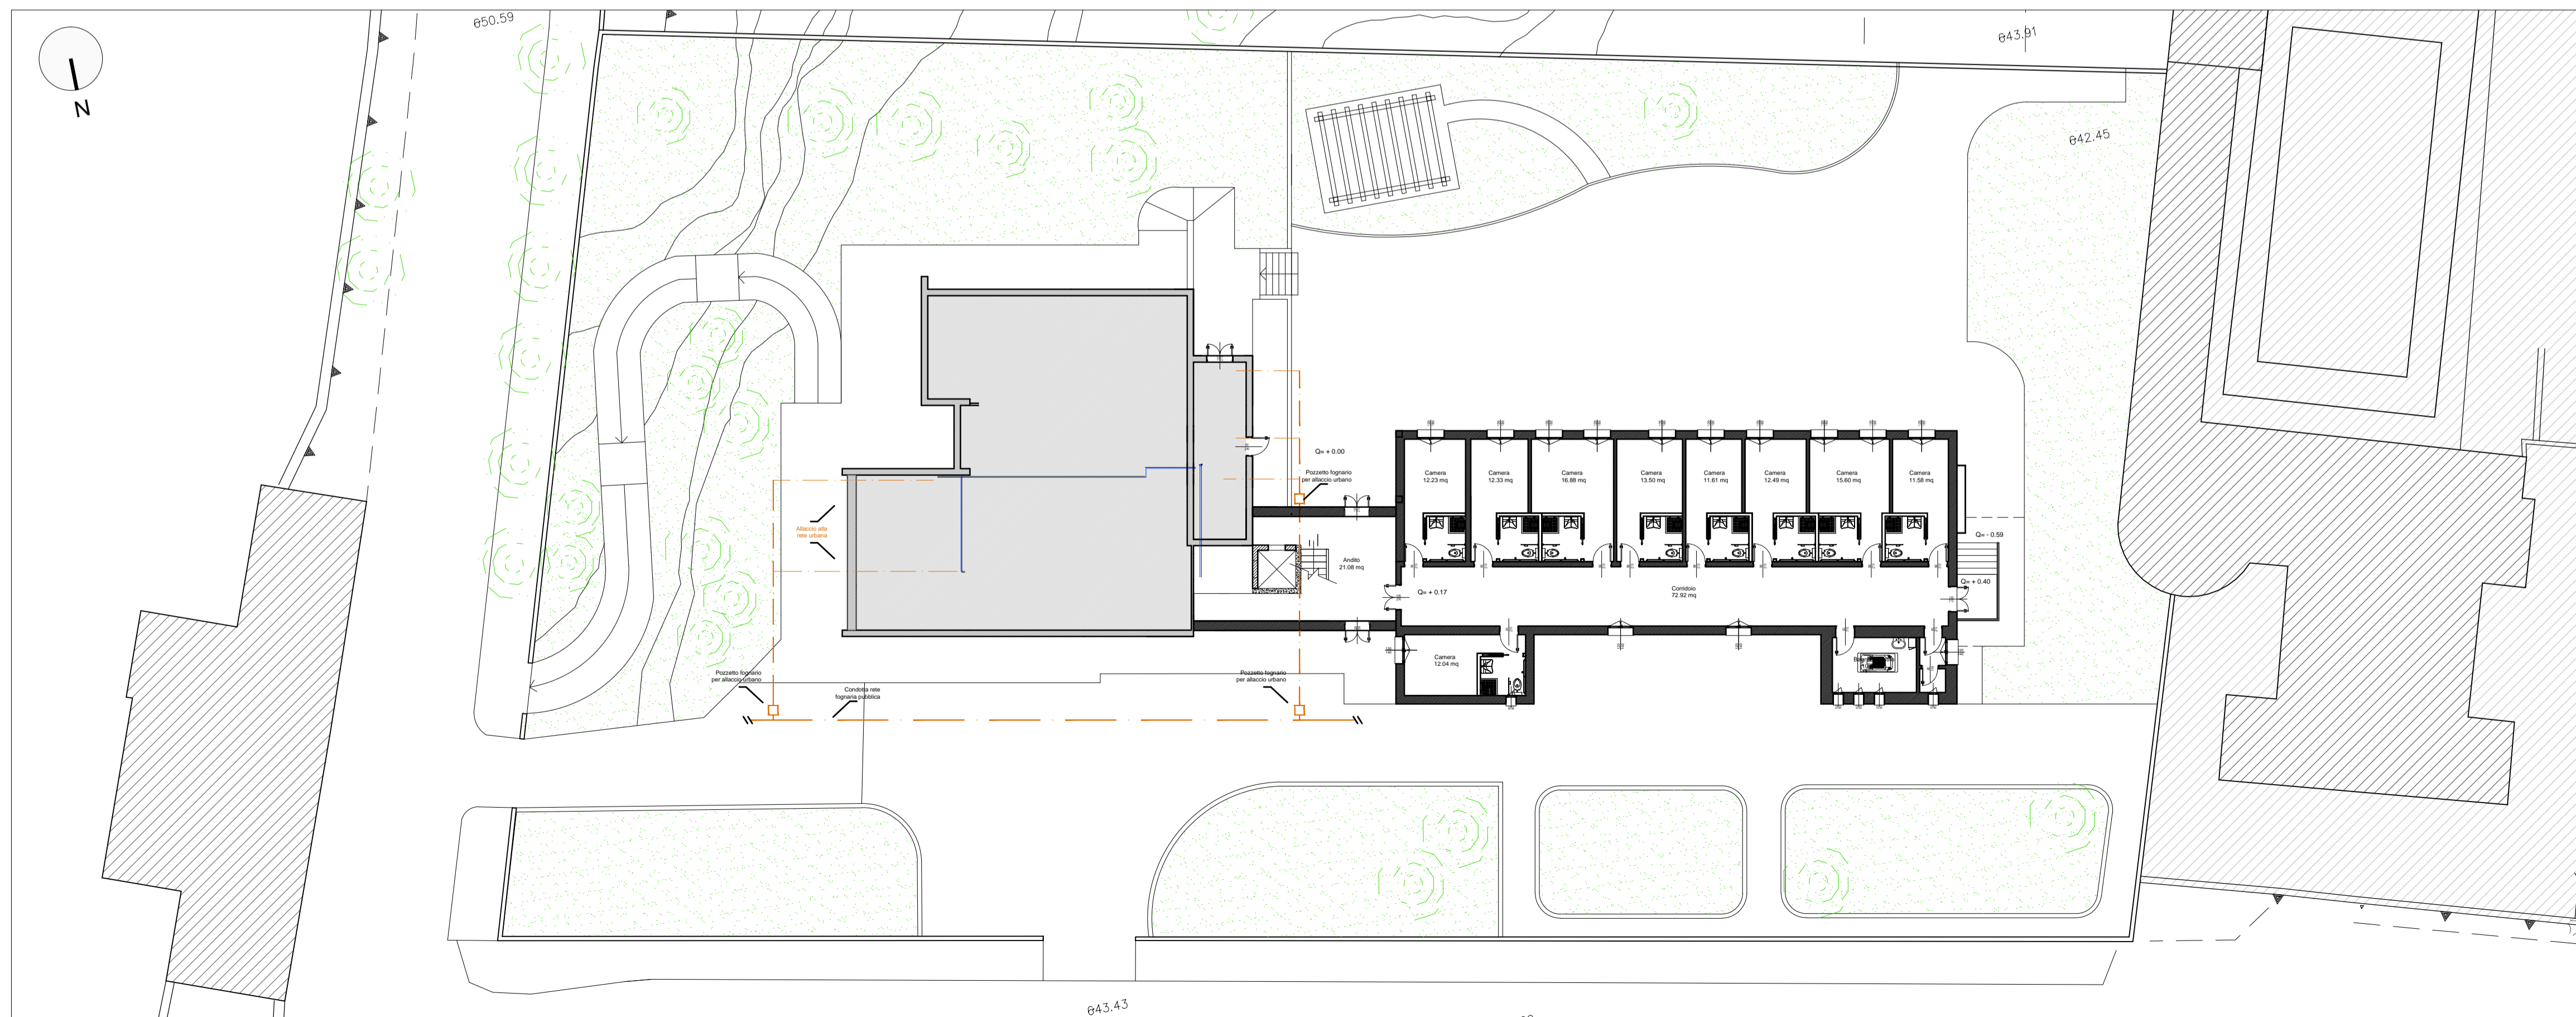 650.59
643.91
N
642.45
Q= + 0.00
Pozzetto fognario
per allaccio urbano
Camera
12.23 mq
Camera
12.33 mq
Camera
16.88 mq
Camera
13.50 mq
Camera
11.61 mq
Camera
12.49 mq
Camera
15.60 mq
Camera
11.58 mq
Allaccio alla
rete urbana
Q= - 0.59
Andito
21.08 mq
Q= + 0.40
Q= + 0.17
Corridoio
72.92 mq
Camera
12.04 mq
Pozzetto fognario
per allaccio urbano
Condotta rete
fognaria pubblica
Pozzetto fognario
per allaccio urbano
643.43